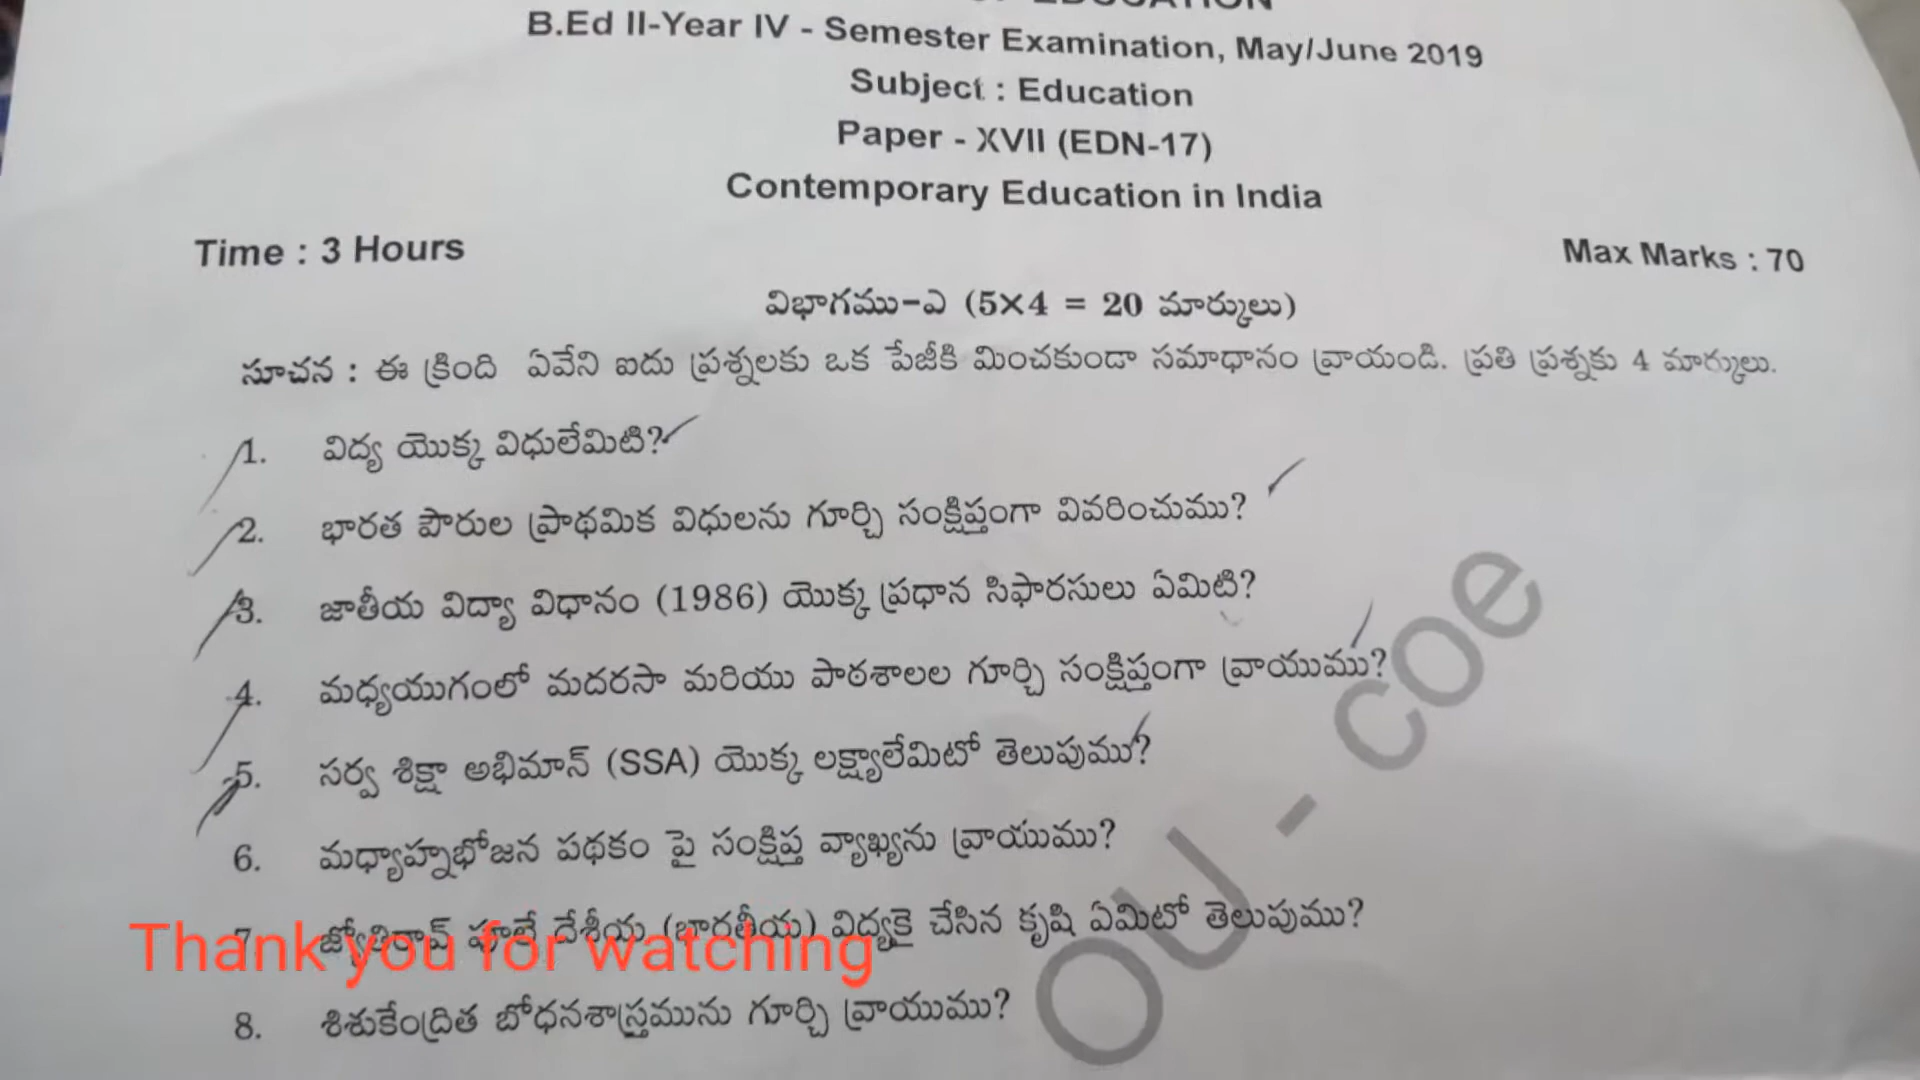 EDUCATION
B.Ed II-Year IV - Semester Examination, May/June 2019
Subject : Education
Paper - XVII (EDN-17)
Contemporary Education in India
Time : 3 Hours Max Marks : 70
విభాగము-ఎ (5×4 = 20 మార్కులు)
సూచన : ఈ క్రింది ఏవేని ఐదు ప్రశ్నలకు ఒక పేజీకి మించకుండా సమాధానం వ్రాయండి. ప్రతి ప్రశ్నకు 4 మార్కులు.
1. విద్య యొక్క విధులేమిటి?
2. భారత పౌరుల ప్రాథమిక విధులను గూర్చి సంక్షిప్తంగా వివరించుము?
3. జాతీయ విద్యా విధానం (1986) యొక్క ప్రధాన సిఫారసులు ఏమిటి?
4. మధ్యయుగంలో మదరసా మరియు పాఠశాలల గూర్చి సంక్షిప్తంగా వ్రాయుము?
5. సర్వ శిక్షా అభిమాన్ (SSA) యొక్క లక్ష్యాలేమిటో తెలుపుము?
6. మధ్యాహ్నభోజన పథకం పై సంక్షిప్త వ్యాఖ్యను వ్రాయుము?
7. జ్యోతిరావ్ పూలే దేశీయ (భారతీయ) విద్యకై చేసిన కృషి ఏమిటో తెలుపుము?
Thank you for watching
8. శిశుకేంద్రిత బోధనశాస్త్రమును గూర్చి వ్రాయుము?
OU - coe